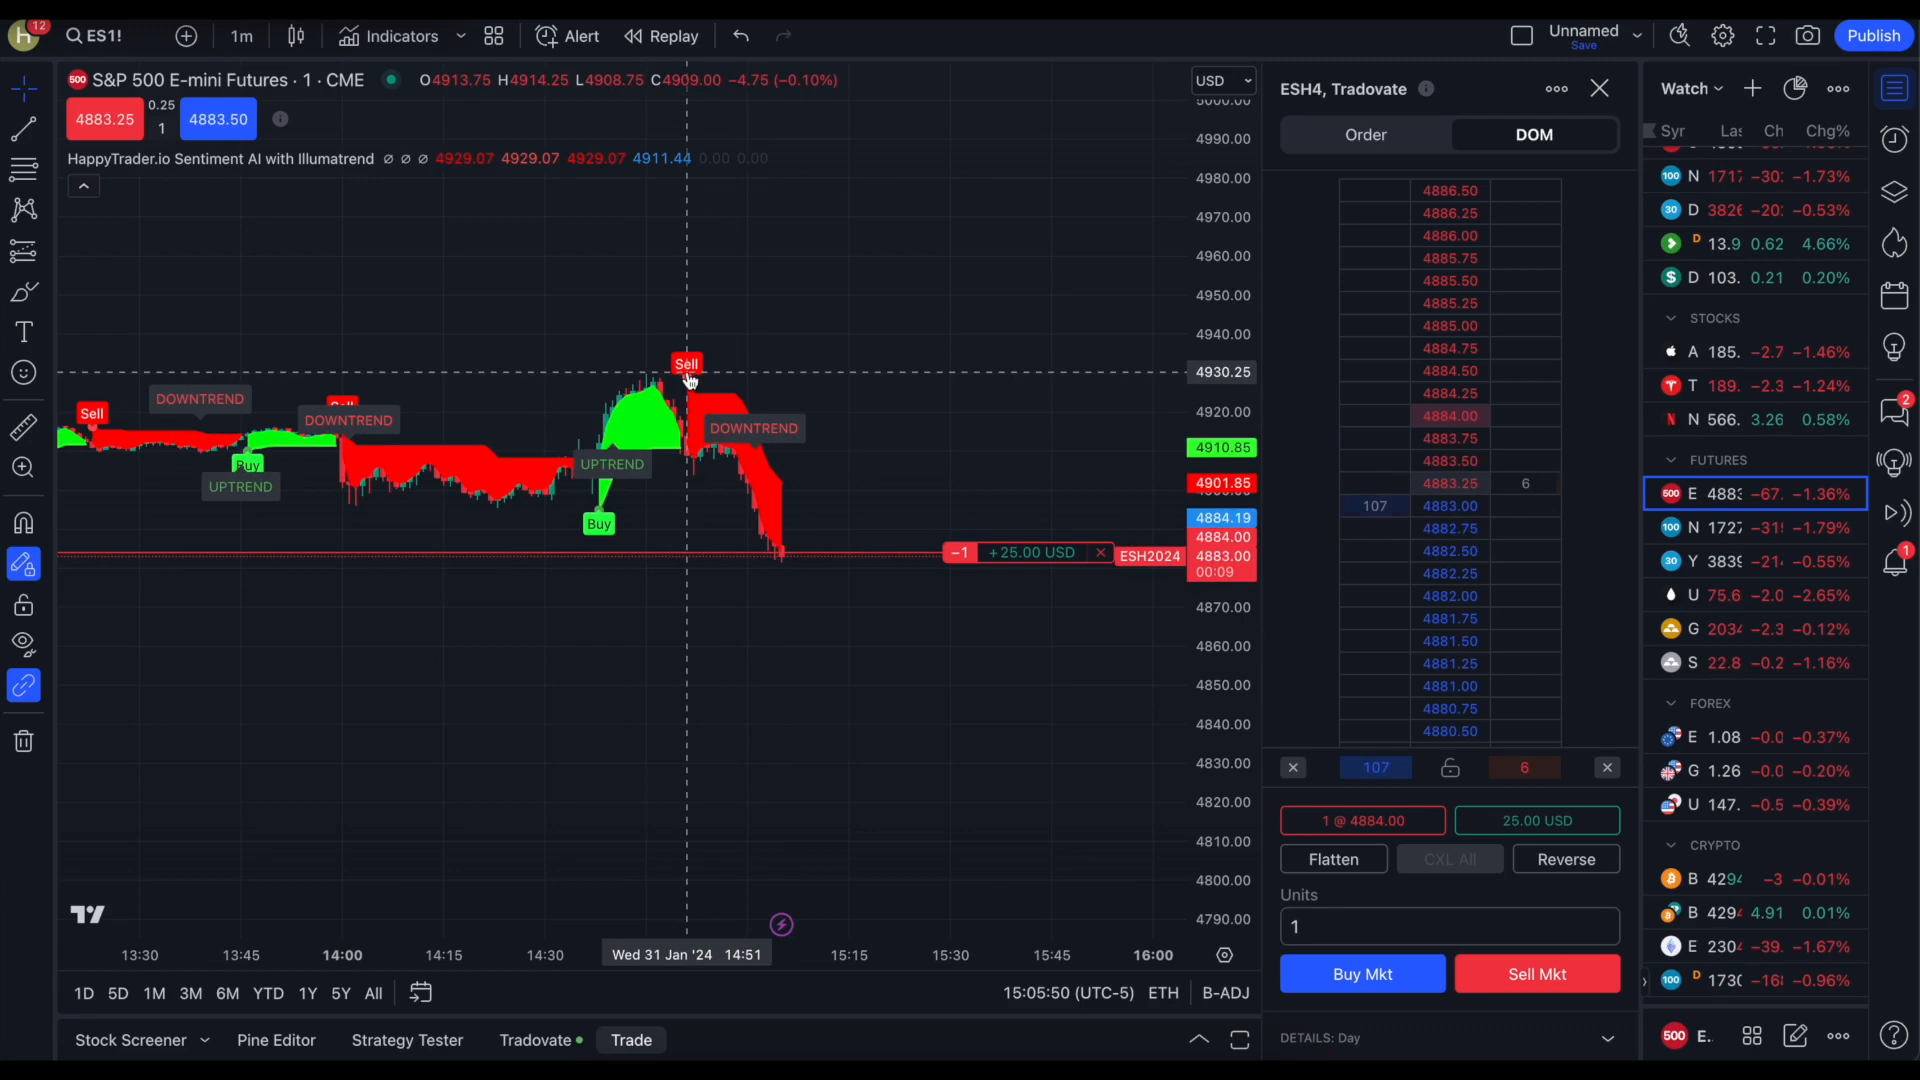 H 12 ES1! 1m Indicators Alert Replay Unnamed Save Publish
S&P 500 E-mini Futures · 1 · CME O4913.75 H4914.25 L4908.75 C4909.00 −4.75 (−0.10%) USD
4883.25 0.25 1 4883.50
HappyTrader.io Sentiment AI with Illumatrend ∅ ∅ ∅ 4929.07 4929.07 4929.07 4911.44 0.00 0.00
5000.00
4990.00
4980.00
4970.00
4960.00
4950.00
4940.00
4930.25
4920.00
4910.85
4901.85
4884.19
4884.00
4883.00
00:09
4870.00
4860.00
4850.00
4840.00
4830.00
4820.00
4810.00
4800.00
4790.00
Sell
DOWNTREND
Buy
UPTREND
Sell
DOWNTREND
UPTREND
Buy
Sell
DOWNTREND
−1 +25.00 USD × ESH2024
13:30 13:45 14:00 14:15 14:30 Wed 31 Jan '24 14:51 15:15 15:30 15:45 16:00
1D 5D 1M 3M 6M YTD 1Y 5Y All 15:05:50 (UTC-5) ETH B-ADJ
Stock Screener Pine Editor Strategy Tester Tradovate Trade
ESH4, Tradovate
Order DOM
4886.50
4886.25
4886.00
4885.75
4885.50
4885.25
4885.00
4884.75
4884.50
4884.25
4884.00
4883.75
4883.50
4883.25 6
107 4883.00
4882.75
4882.50
4882.25
4882.00
4881.75
4881.50
4881.25
4881.00
4880.75
4880.50
107 6
1 @ 4884.00 25.00 USD
Flatten CXL All Reverse
Units
1
Buy Mkt Sell Mkt
DETAILS: Day
Watch
Syr Las Ch Chg%
100 N 1717 −30 −1.73%
30 D 3826 −20 −0.53%
D 13.9 0.62 4.66%
$ D 103. 0.21 0.20%
STOCKS
A 185. −2.7 −1.46%
T 189. −2.3 −1.24%
N 566. 3.26 0.58%
FUTURES
500 E 4883 −67. −1.36%
100 N 1727 −31 −1.79%
30 Y 3839 −21 −0.55%
U 75.6 −2.0 −2.65%
G 2034 −2.3 −0.12%
S 22.8 −0.2 −1.16%
FOREX
E 1.08 −0.0 −0.37%
G 1.26 −0.0 −0.20%
U 147. −0.5 −0.39%
CRYPTO
B 4294 −3 −0.01%
B 4294 4.91 0.01%
E 2304 −39. −1.67%
100 D 1730 −16 −0.96%
500 E.
2
1